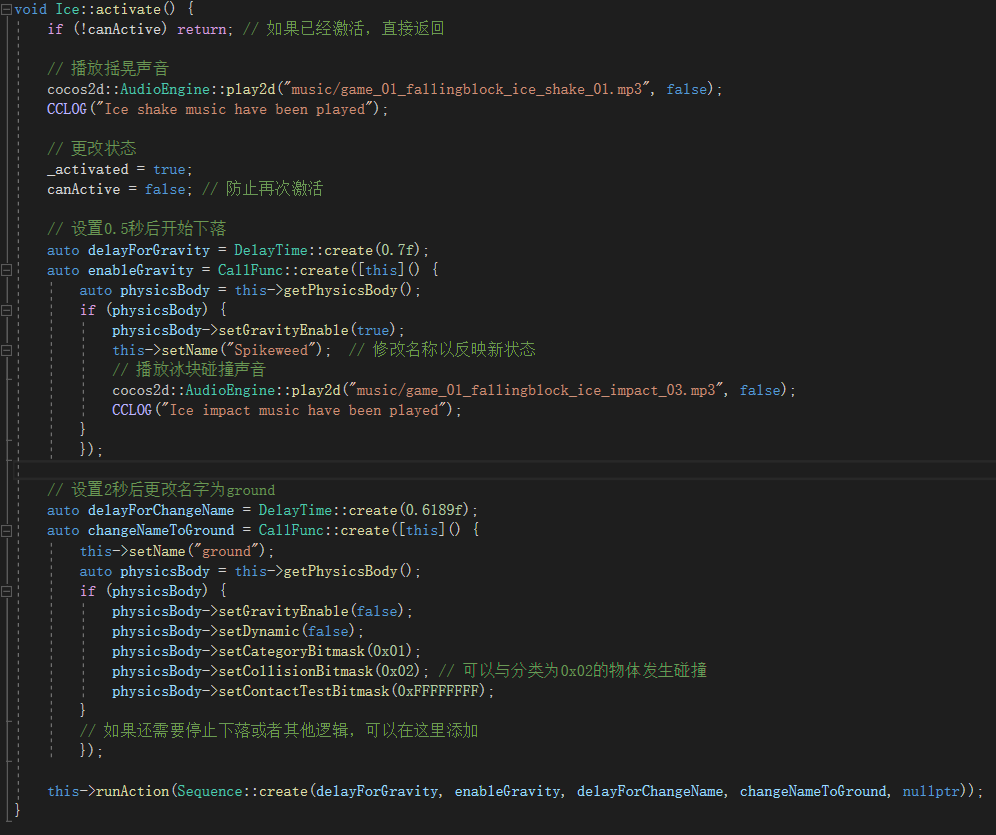 void Ice::activate() {
    if (!canActive) return; // 如果已经激活，直接返回

    // 播放摇晃声音
    cocos2d::AudioEngine::play2d("music/game_01_fallingblock_ice_shake_01.mp3", false);
    CCLOG("Ice shake music have been played");

    // 更改状态
    _activated = true;
    canActive = false; // 防止再次激活

    // 设置0.5秒后开始下落
    auto delayForGravity = DelayTime::create(0.7f);
    auto enableGravity = CallFunc::create([this]() {
        auto physicsBody = this->getPhysicsBody();
        if (physicsBody) {
            physicsBody->setGravityEnable(true);
            this->setName("Spikeweed");  // 修改名称以反映新状态
            // 播放冰块碰撞声音
            cocos2d::AudioEngine::play2d("music/game_01_fallingblock_ice_impact_03.mp3", false);
            CCLOG("Ice impact music have been played");
        }
        });

    // 设置2秒后更改名字为ground
    auto delayForChangeName = DelayTime::create(0.6189f);
    auto changeNameToGround = CallFunc::create([this]() {
        this->setName("ground");
        auto physicsBody = this->getPhysicsBody();
        if (physicsBody) {
            physicsBody->setGravityEnable(false);
            physicsBody->setDynamic(false);
            physicsBody->setCategoryBitmask(0x01);
            physicsBody->setCollisionBitmask(0x02); // 可以与分类为0x02的物体发生碰撞
            physicsBody->setContactTestBitmask(0xFFFFFFFF);
        }
        // 如果还需要停止下落或者其他逻辑，可以在这里添加
        });

    this->runAction(Sequence::create(delayForGravity, enableGravity, delayForChangeName, changeNameToGround, nullptr));
}